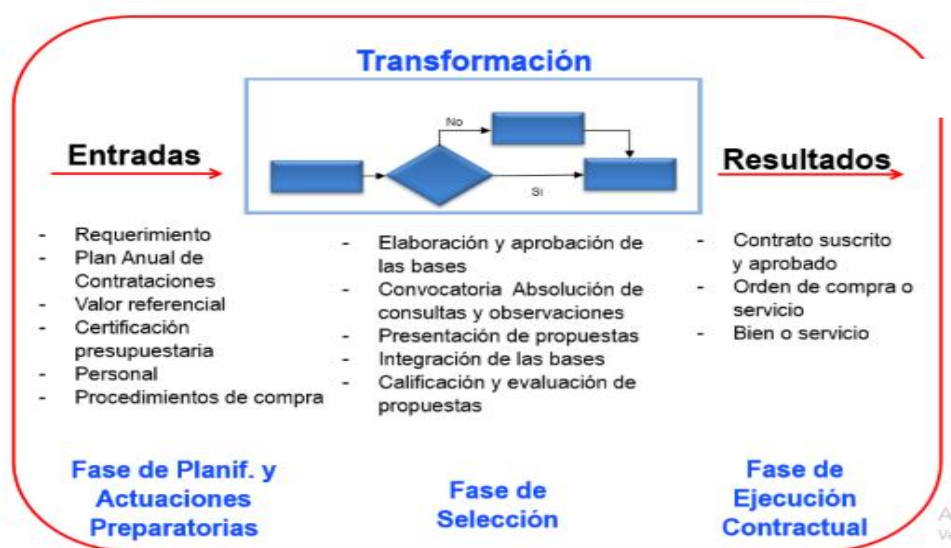 Transformación
No
Si
Entradas
- Requerimiento
- Plan Anual de
Contrataciones
- Valor referencial
- Certificación
presupuestaria
- Personal
- Procedimientos de compra
- Elaboración y aprobación de
las bases
- Convocatoria Absolución de
consultas y observaciones
- Presentación de propuestas
- Integración de las bases
- Calificación y evaluación de
propuestas
Resultados
- Contrato suscrito
y aprobado
- Orden de compra o
servicio
- Bien o servicio
Fase de Planif. y
Actuaciones
Preparatorias
Fase de
Selección
Fase de
Ejecución
Contractual